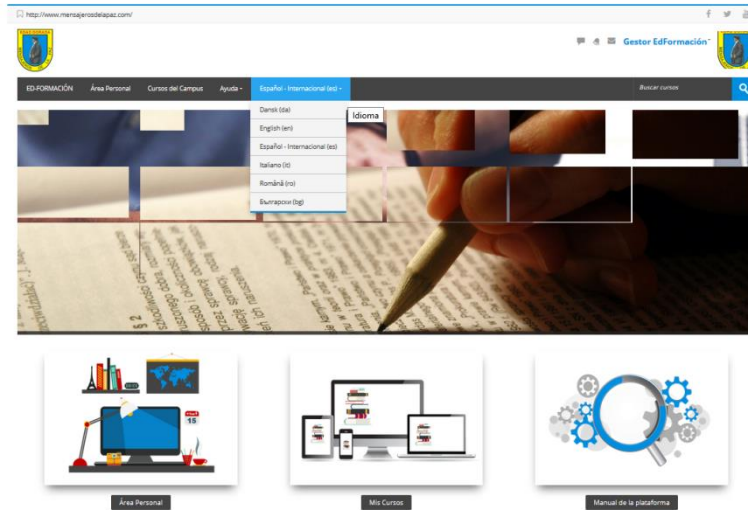 http://www.mensajerosdelapaz.com/
Gestor EdFormación
ED-FORMACIÓN Área Personal Cursos del Campus Ayuda Español - Internacional (es) Buscar cursos
Dansk (da)
Idioma
English (en)
Español - Internacional (es)
Italiano (it)
Română (ro)
Български (bg)
§ 2
15
Área Personal Mis Cursos Manual de la plataforma